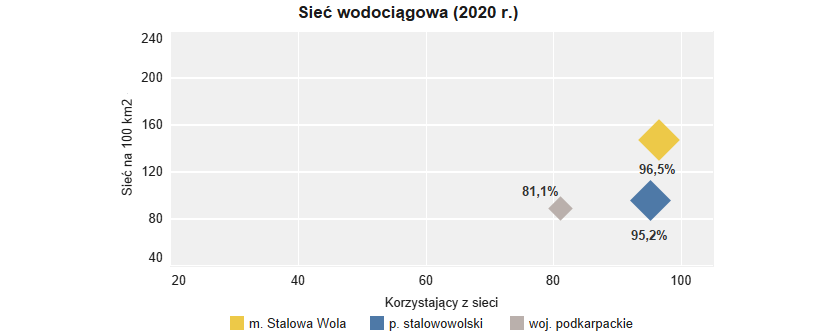 Sieć wodociągowa (2020 r.)
240
200
160
120
80
40
Sieć na 100 km2
96,5%
81,1%
95,2%
20 40 60 80 100
Korzystający z sieci
m. Stalowa Wola p. stalowowolski woj. podkarpackie